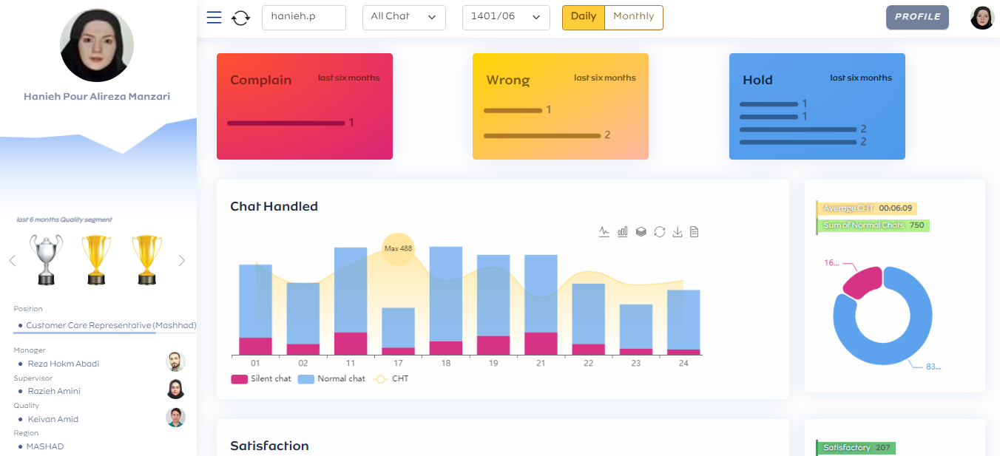 hanieh.p
All Chat
1401/06
Daily
Monthly
PROFILE
Hanieh Pour Alireza Manzari
last 6 months Quality segment
Position
Customer Care Representative (Mashhad)
Manager
Reza Hokm Abadi
Supervisor
Razieh Amini
Quality
Keivan Amid
Region
MASHAD
Complain
last six months
1
Wrong
last six months
1
2
Hold
last six months
1
1
2
2
Chat Handled
Max 488
01 02 11 17 18 19 21 22 23 24
Silent chat Normal chat CHT
Average CHT 00:06:09
Sum of Normal Chats 750
16...
83...
Satisfaction
Satisfactory 207